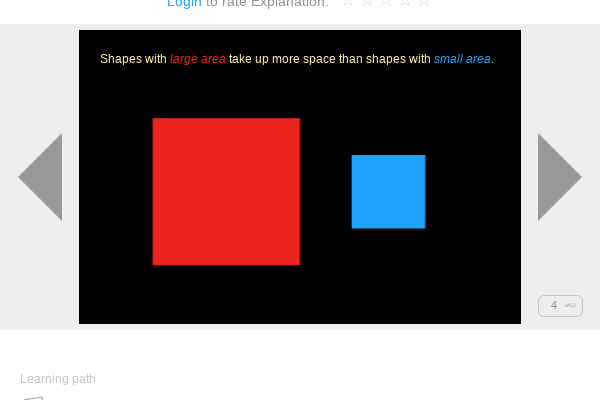 Login to rate Explanation:
Shapes with large area take up more space than shapes with small area.
4 of 12
Learning path